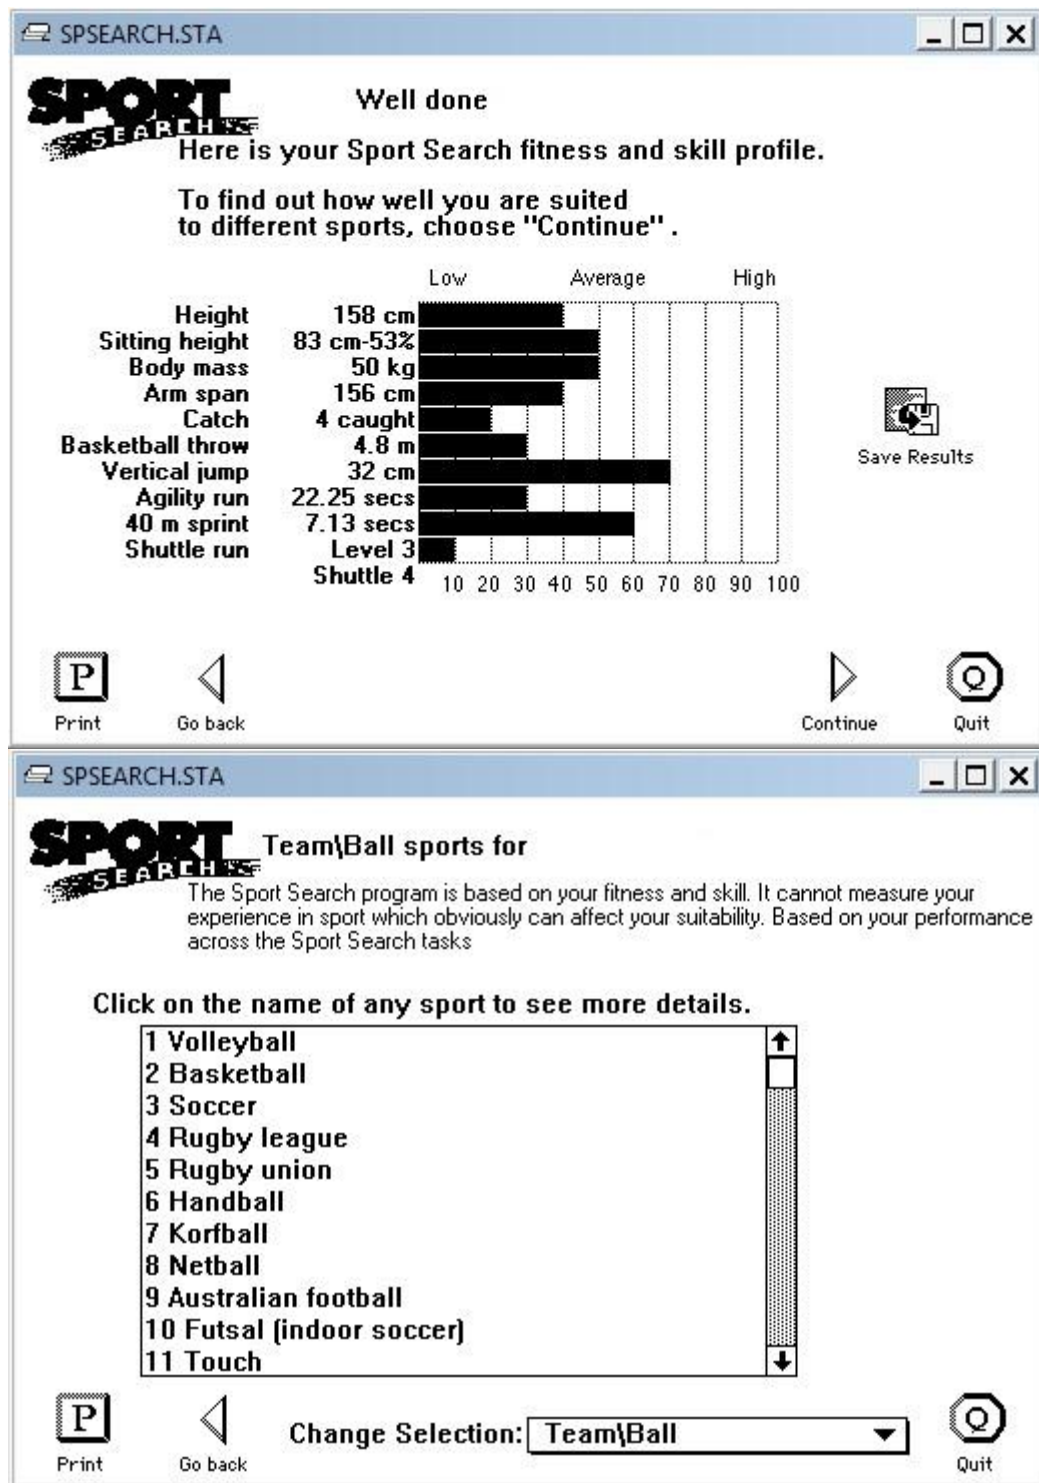 SPSEARCH.STA
SPORT
SEARCH
Well done
Here is your Sport Search fitness and skill profile.
To find out how well you are suited
to different sports, choose "Continue" .
Low Average High
Height 158 cm
Sitting height 83 cm-53%
Body mass 50 kg
Arm span 156 cm
Catch 4 caught
Basketball throw 4.8 m
Vertical jump 32 cm
Agility run 22.25 secs
40 m sprint 7.13 secs
Shuttle run Level 3
Shuttle 4
10 20 30 40 50 60 70 80 90 100
Save Results
P
Print
Go back
Continue
Q
Quit
SPSEARCH.STA
SPORT
SEARCH
Team\Ball sports for
The Sport Search program is based on your fitness and skill. It cannot measure your
experience in sport which obviously can affect your suitability. Based on your performance
across the Sport Search tasks
Click on the name of any sport to see more details.
1 Volleyball
2 Basketball
3 Soccer
4 Rugby league
5 Rugby union
6 Handball
7 Korfball
8 Netball
9 Australian football
10 Futsal (indoor soccer)
11 Touch
P
Print
Go back
Change Selection: Team\Ball
Q
Quit